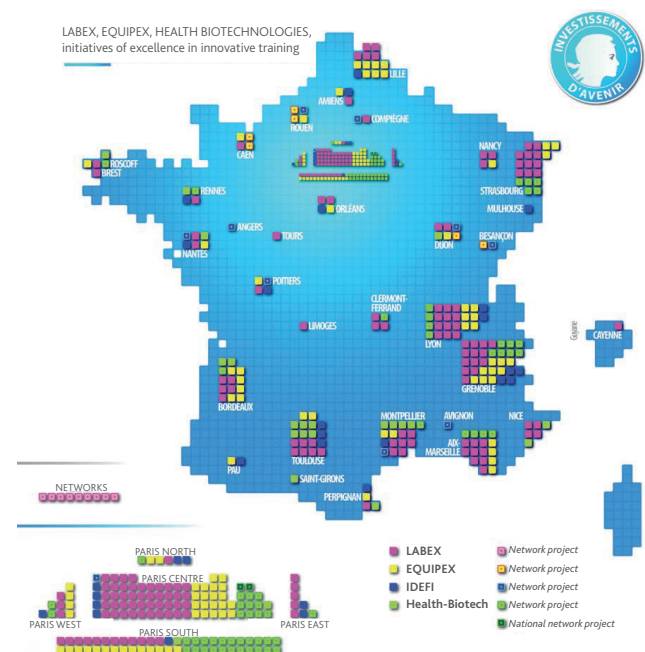 LABEX, EQUIPEX, HEALTH BIOTECHNOLOGIES,
initiatives of excellence in innovative training
INVESTISSEMENTS
D'AVENIR
LILLE
AMIENS
ROUEN
COMPIÈGNE
CAEN
NANCY
ROSCOFF
BREST
STRASBOURG
RENNES
MULHOUSE
ORLÉANS
ANGERS
TOURS
DIJON
BESANÇON
NANTES
POITIERS
CLERMONT-
FERRAND
LIMOGES
LYON
Guyane
CAYENNE
GRENOBLE
BORDEAUX
MONTPELLIER
AVIGNON
NICE
AIX-
MARSEILLE
TOULOUSE
PAU
SAINT-GIRONS
PERPIGNAN
NETWORKS
PARIS NORTH
PARIS CENTRE
PARIS WEST
PARIS EAST
PARIS SOUTH
LABEX
Network project
EQUIPEX
Network project
IDEFI
Network project
Health-Biotech
Network project
National network project